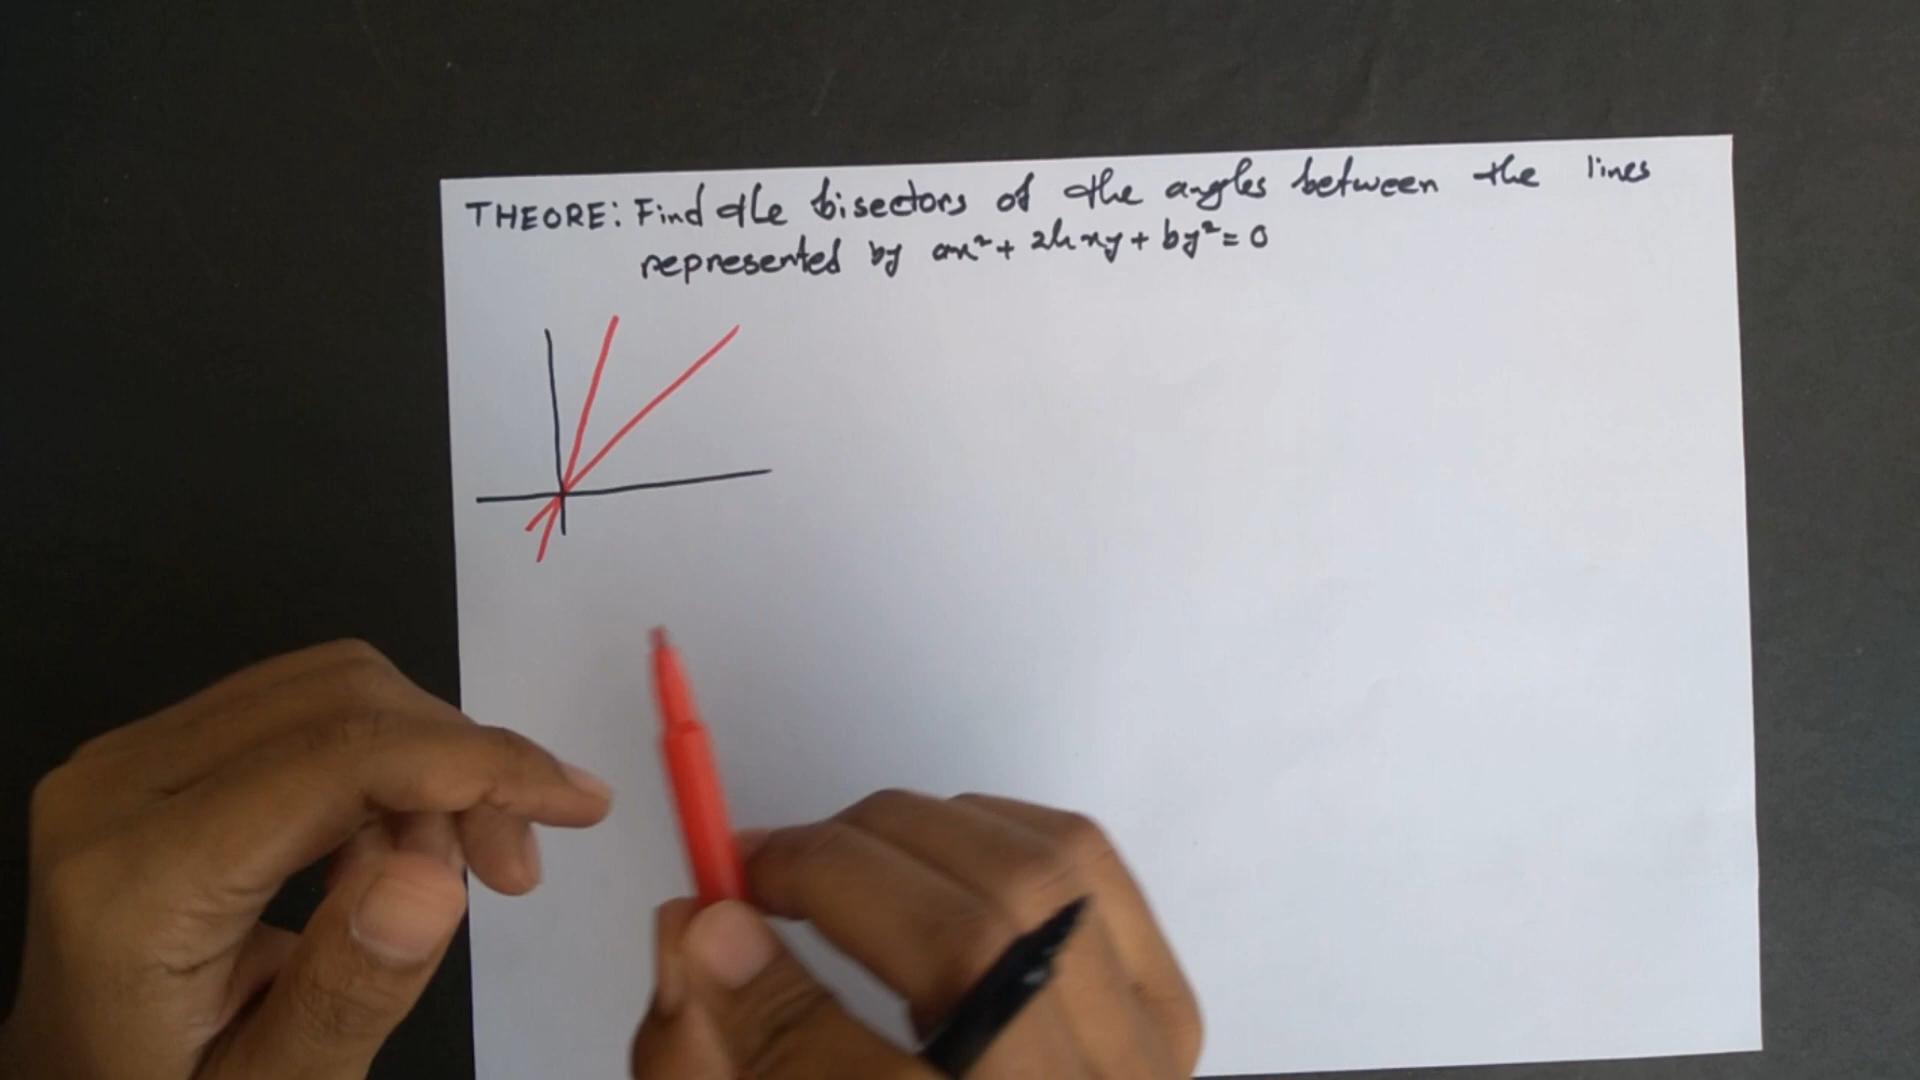 THEORE: Find the bisectors of the angles between the lines
represented by ax²+ 2hxy + by² = 0